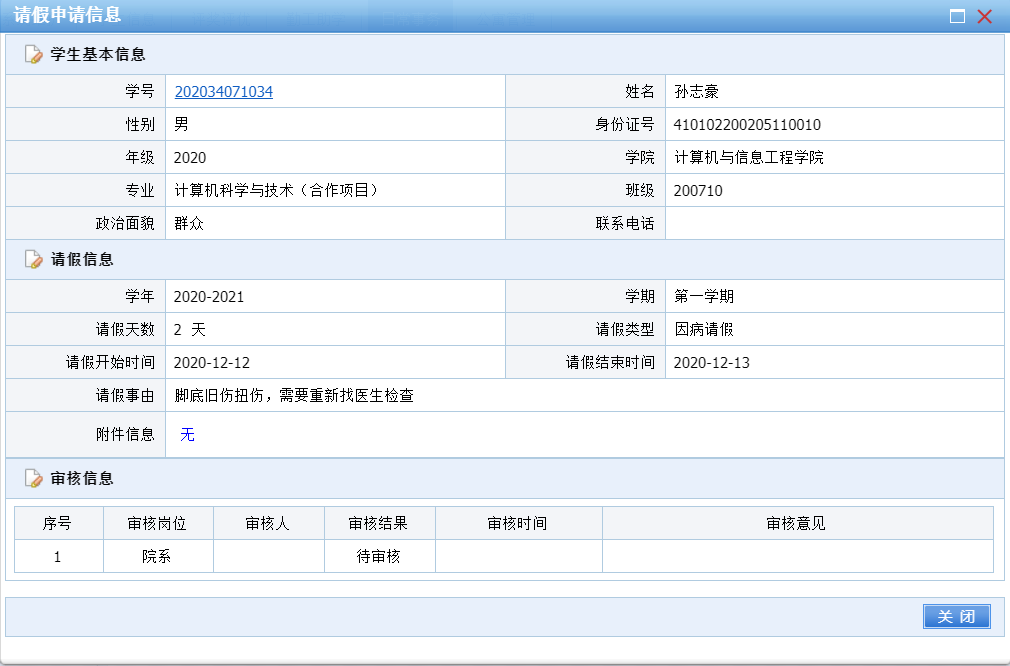 请假申请信息
学生基本信息
学号 202034071034 姓名 孙志豪
性别 男 身份证号 410102200205110010
年级 2020 学院 计算机与信息工程学院
专业 计算机科学与技术（合作项目） 班级 200710
政治面貌 群众 联系电话
请假信息
学年 2020-2021 学期 第一学期
请假天数 2 天 请假类型 因病请假
请假开始时间 2020-12-12 请假结束时间 2020-12-13
请假事由 脚底旧伤扭伤，需要重新找医生检查
附件信息 无
审核信息
序号 审核岗位 审核人 审核结果 审核时间 审核意见
1 院系 待审核
关 闭